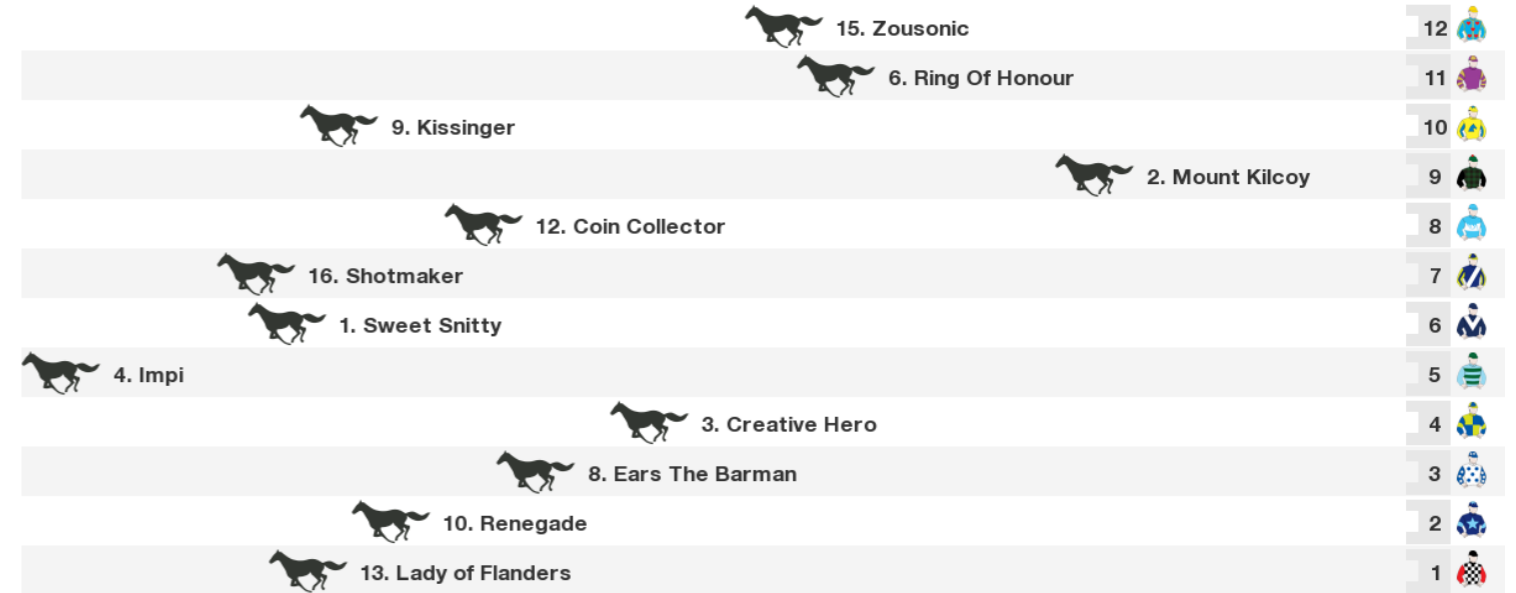 15. Zousonic 12
6. Ring Of Honour 11
9. Kissinger 10
2. Mount Kilcoy 9
12. Coin Collector 8
16. Shotmaker 7
1. Sweet Snitty 6
4. Impi 5
3. Creative Hero 4
8. Ears The Barman 3
10. Renegade 2
13. Lady of Flanders 1